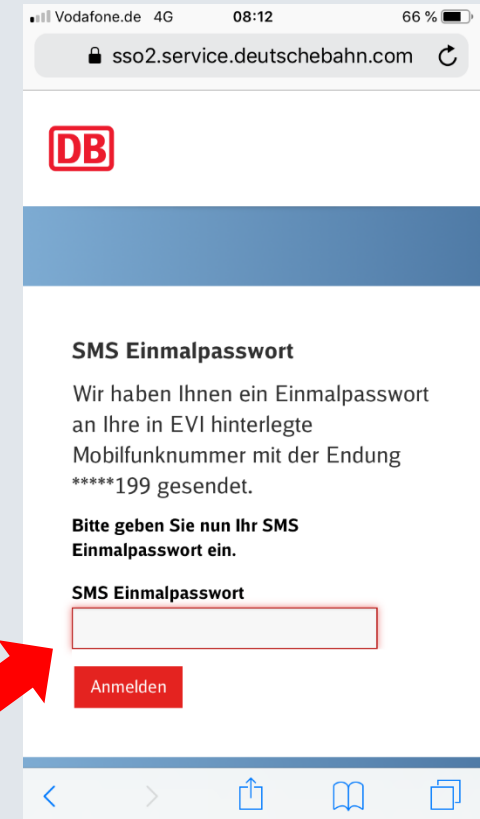 Vodafone.de 4G 08:12 66 %
sso2.service.deutschebahn.com
DB
SMS Einmalpasswort
Wir haben Ihnen ein Einmalpasswort
an Ihre in EVI hinterlegte
Mobilfunknummer mit der Endung
*****199 gesendet.
Bitte geben Sie nun Ihr SMS
Einmalpasswort ein.
SMS Einmalpasswort
Anmelden